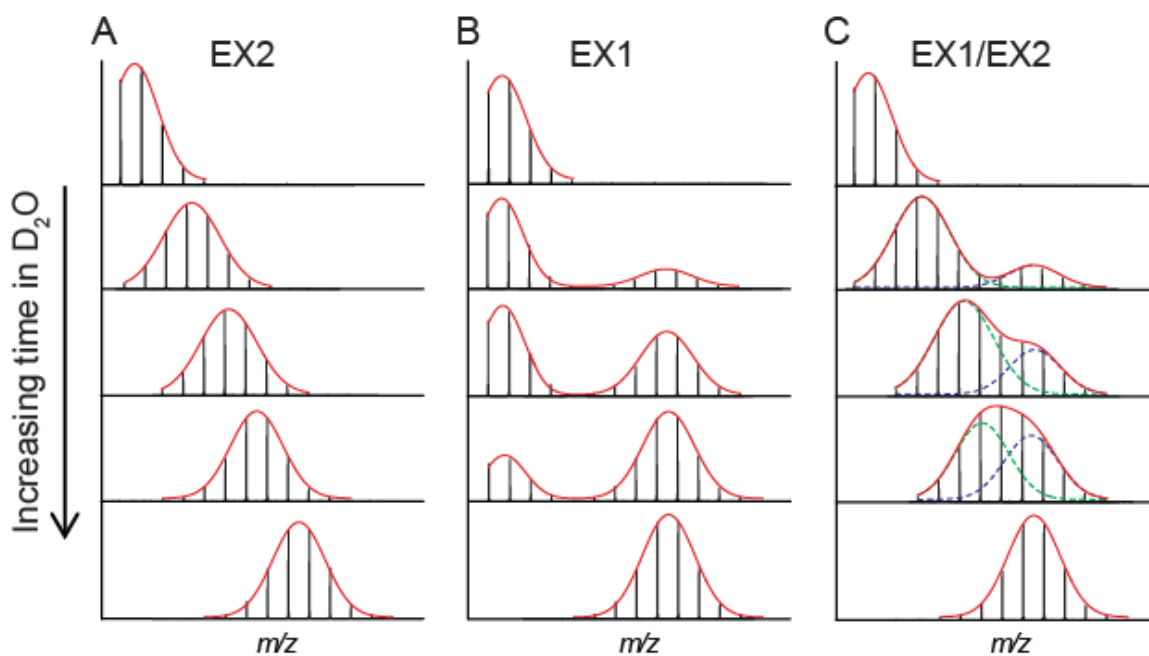 A
EX2
B
EX1
C
EX1/EX2
Increasing time in D₂O
m/z
m/z
m/z